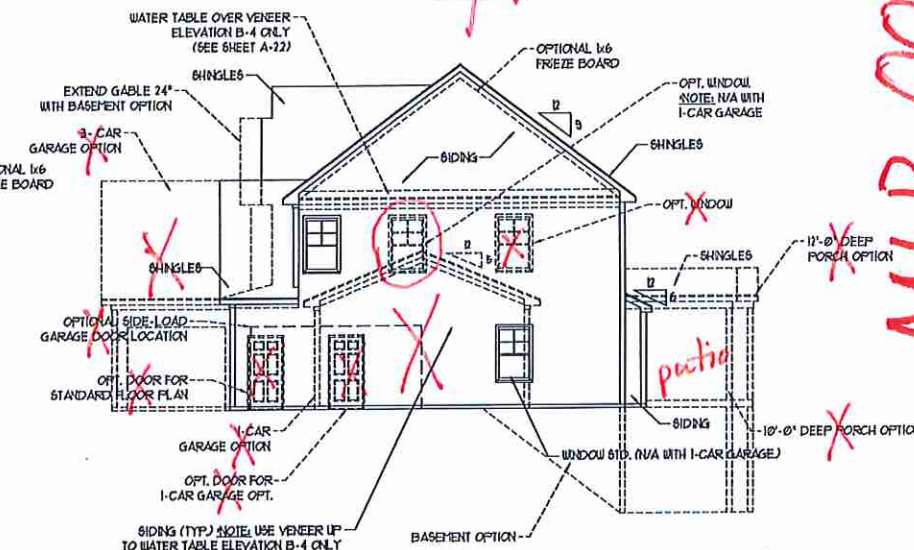 WATER TABLE OVER VENEER
ELEVATION B-4 ONLY
(SEE SHEET A-22)
OPTIONAL 1x6
FRIEZE BOARD
SHINGLES
EXTEND GABLE 24"
WITH BASEMENT OPTION
OPT. WINDOW
NOTE: N/A WITH
1-CAR GARAGE
12
9
3-CAR
GARAGE OPTION
SIDING
SHINGLES
ONAL 1x6
E BOARD
OPT. WINDOW
12
5
12'-0" DEEP
PORCH OPTION
SHINGLES
SHINGLES
12
6
OPTIONAL SIDE-LOAD
GARAGE DOOR LOCATION
patio
OPT. DOOR FOR
STANDARD FLOOR PLAN
SIDING
10'-0" DEEP PORCH OPTIO
1-CAR
GARAGE OPTION
WINDOW STD. (N/A WITH 1-CAR GARAGE)
OPT. DOOR FOR
1-CAR GARAGE OPT.
SIDING (TYP.) NOTE: USE VENEER UP
TO WATER TABLE ELEVATION B-4 ONLY
BASEMENT OPTION